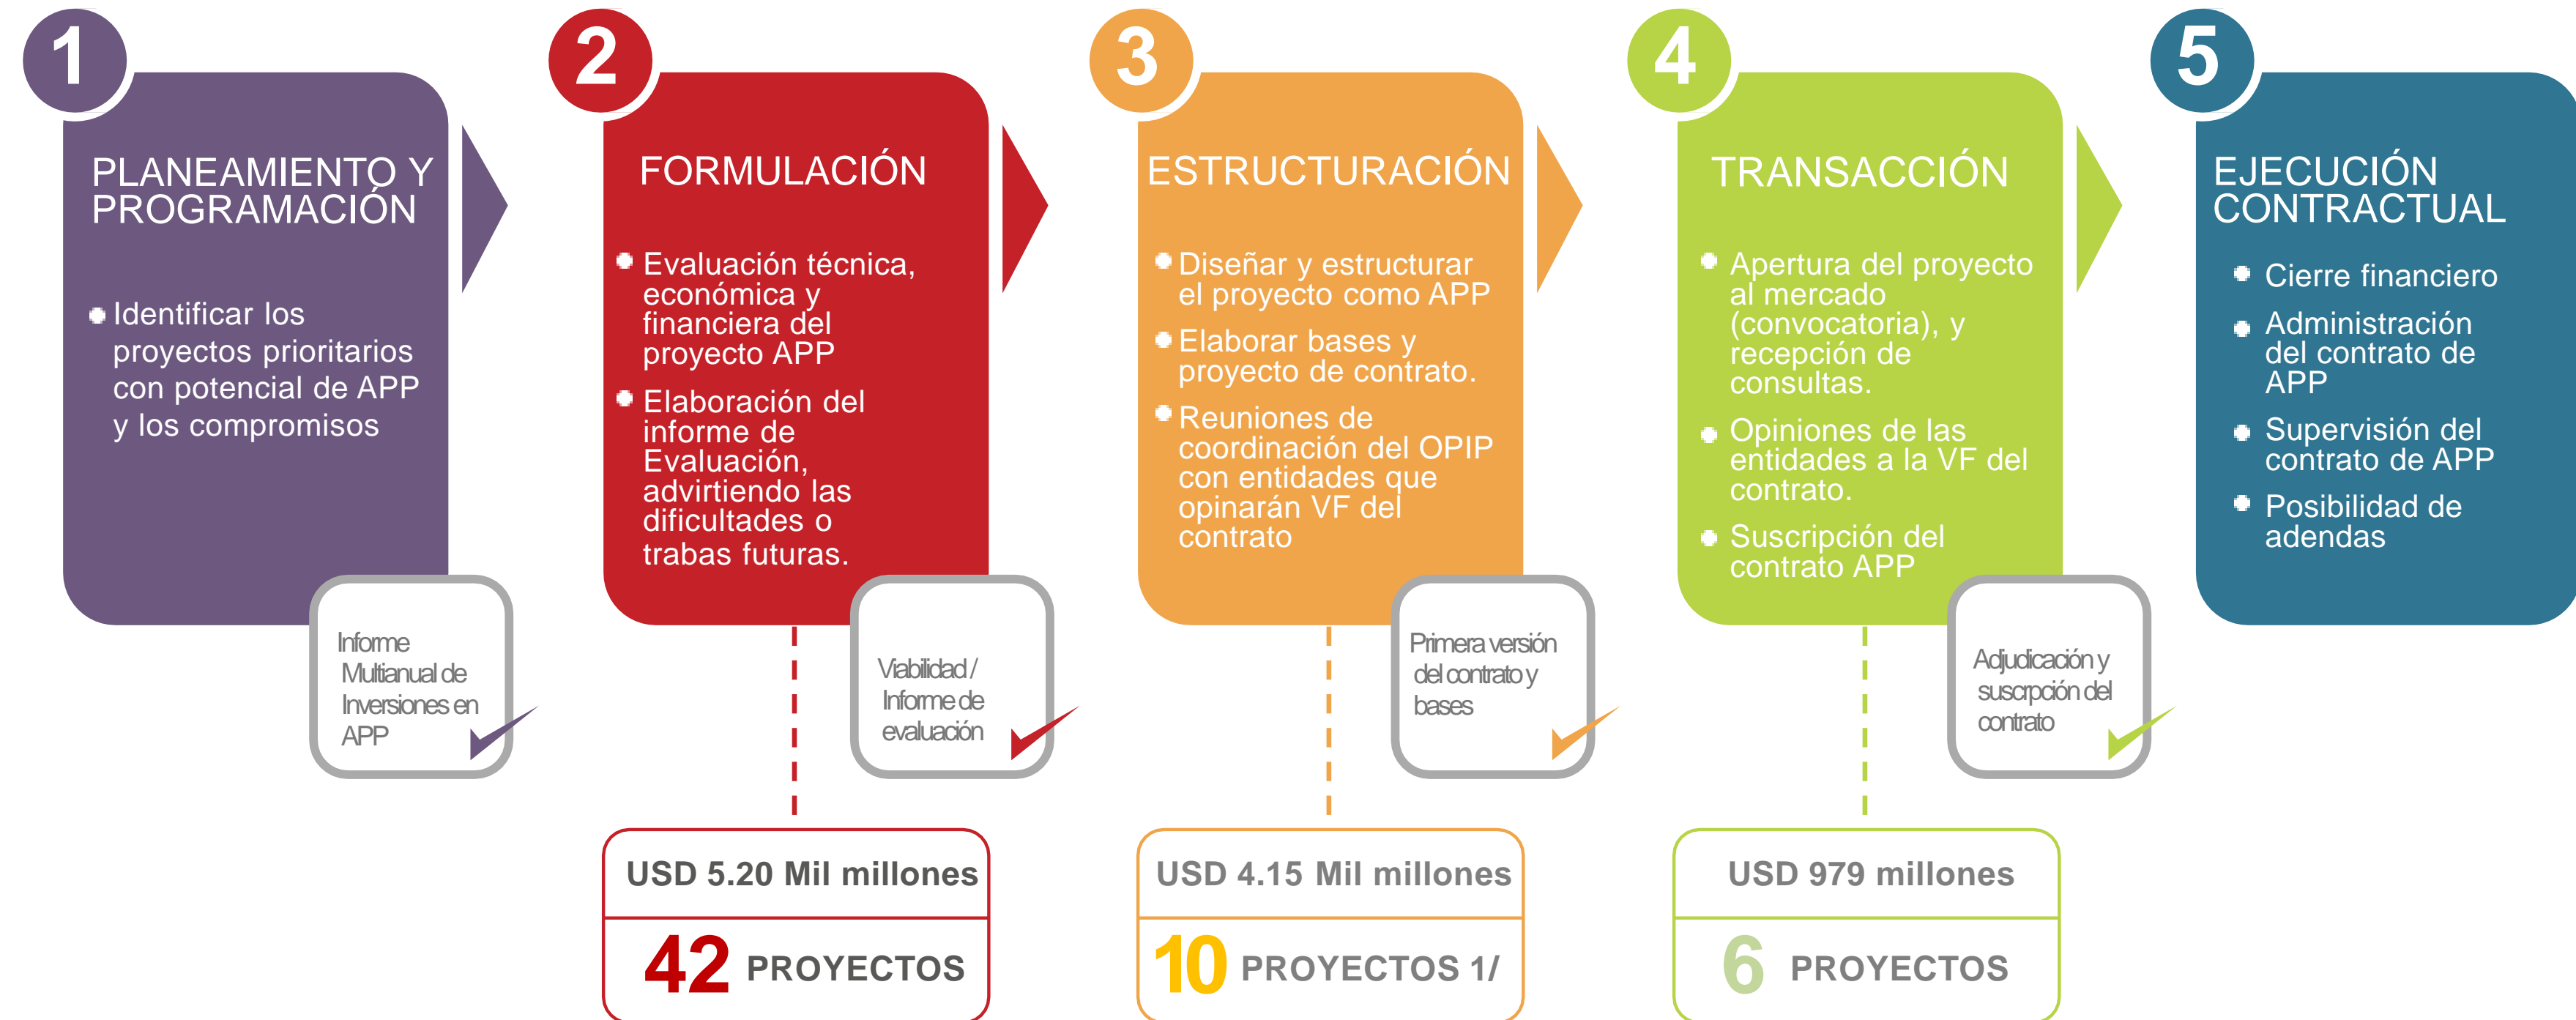 1
PLANEAMIENTO Y
PROGRAMACIÓN
Identificar los
proyectos prioritarios
con potencial de APP
y los compromisos
Informe
Multianual de
Inversiones en
APP
2
FORMULACIÓN
Evaluación técnica,
económica y
financiera del
proyecto APP
Elaboración del
informe de
Evaluación,
advirtiendo las
dificultades o
trabas futuras.
Viabilidad /
Informe de
evaluación
USD 5.20 Mil millones
42 PROYECTOS
3
ESTRUCTURACIÓN
Diseñar y estructurar
el proyecto como APP
Elaborar bases y
proyecto de contrato.
Reuniones de
coordinación del OPIP
con entidades que
opinarán VF del
contrato
Primera versión
del contrato y
bases
USD 4.15 Mil millones
10 PROYECTOS 1/
4
TRANSACCIÓN
Apertura del proyecto
al mercado
(convocatoria), y
recepción de
consultas.
Opiniones de las
entidades a la VF del
contrato.
Suscripción del
contrato APP
Adjudicación y
suscrpción del
contrato
USD 979 millones
6 PROYECTOS
5
EJECUCIÓN
CONTRACTUAL
Cierre financiero
Administración
del contrato de
APP
Supervisión del
contrato de APP
Posibilidad de
adendas